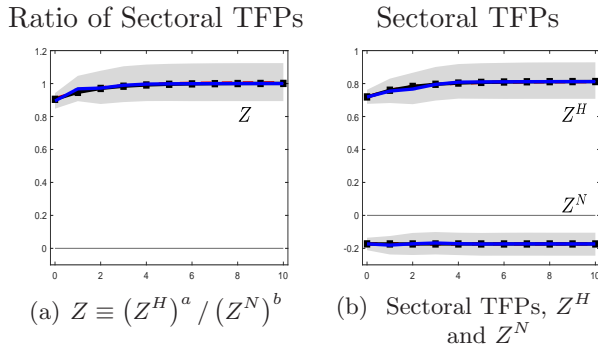 Ratio of Sectoral TFPs
Sectoral TFPs
1.2
1
0.8
0.6
0.4
0.2
0
0 2 4 6 8 10
Z
1.2
1
0.8
0.6
0.4
0.2
0
-0.2
0 2 4 6 8 10
Z^H
Z^N
(a) Z ≡ (Z^H)^a / (Z^N)^b
(b) Sectoral TFPs, Z^H
and Z^N